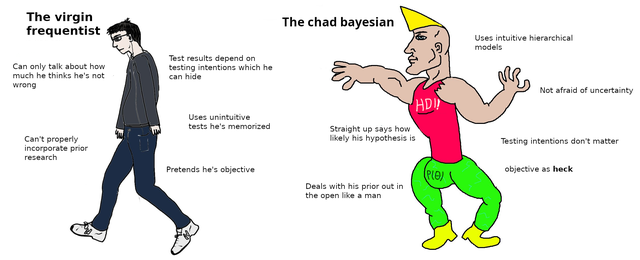 The virgin
frequentist
Can only talk about how
much he thinks he's not
wrong
Test results depend on
testing intentions which he
can hide
Uses unintuitive
tests he's memorized
Can't properly
incorporate prior
research
Pretends he's objective
The chad bayesian
Uses intuitive hierarchical
models
Not afraid of uncertainty
HDI!
Straight up says how
likely his hypothesis is
Testing intentions don't matter
objective as heck
P(θ)
Deals with his prior out in
the open like a man